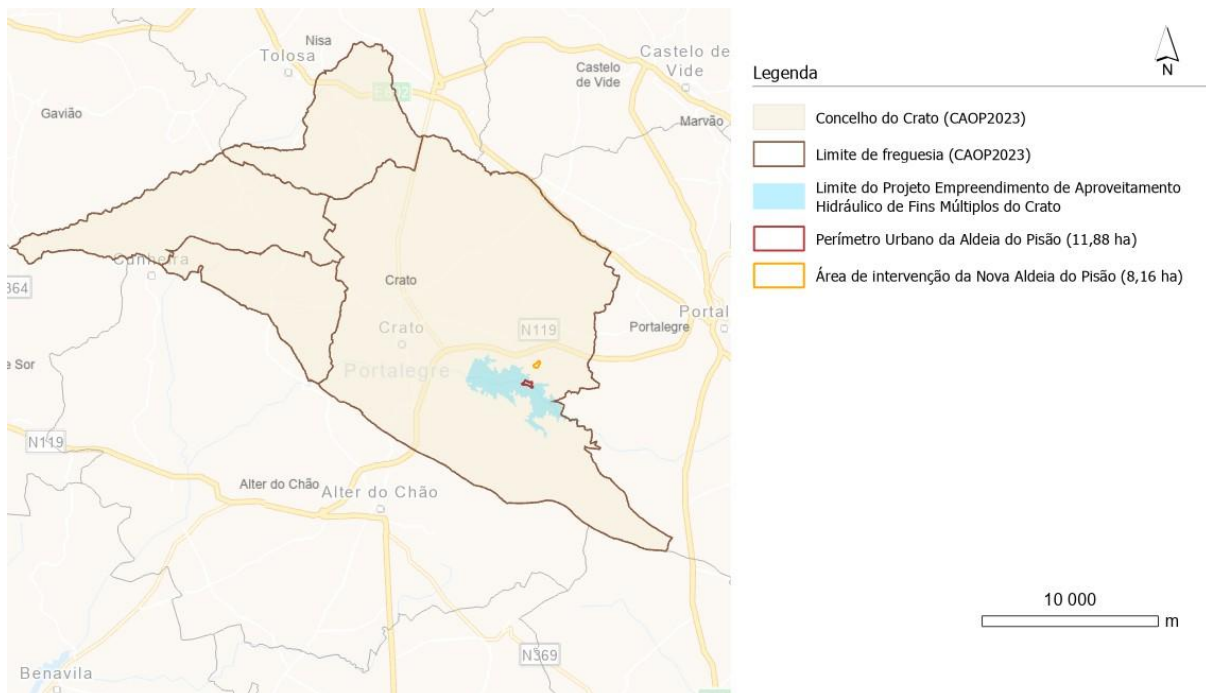 Nisa
Tolosa
Castelo de
Vide
Castelo
de Vide
Gavião
Marvão
Cunheira
364
Crato
Crato
N119
Portalegre
Portal
e Sor
Portalegre
N119
Alter do Chão
Alter do Chão
N369
Benavila
N
Legenda
Concelho do Crato (CAOP2023)
Limite de freguesia (CAOP2023)
Limite do Projeto Empreendimento de Aproveitamento
Hidráulico de Fins Múltiplos do Crato
Perímetro Urbano da Aldeia do Pisão (11,88 ha)
Área de intervenção da Nova Aldeia do Pisão (8,16 ha)
10 000
m